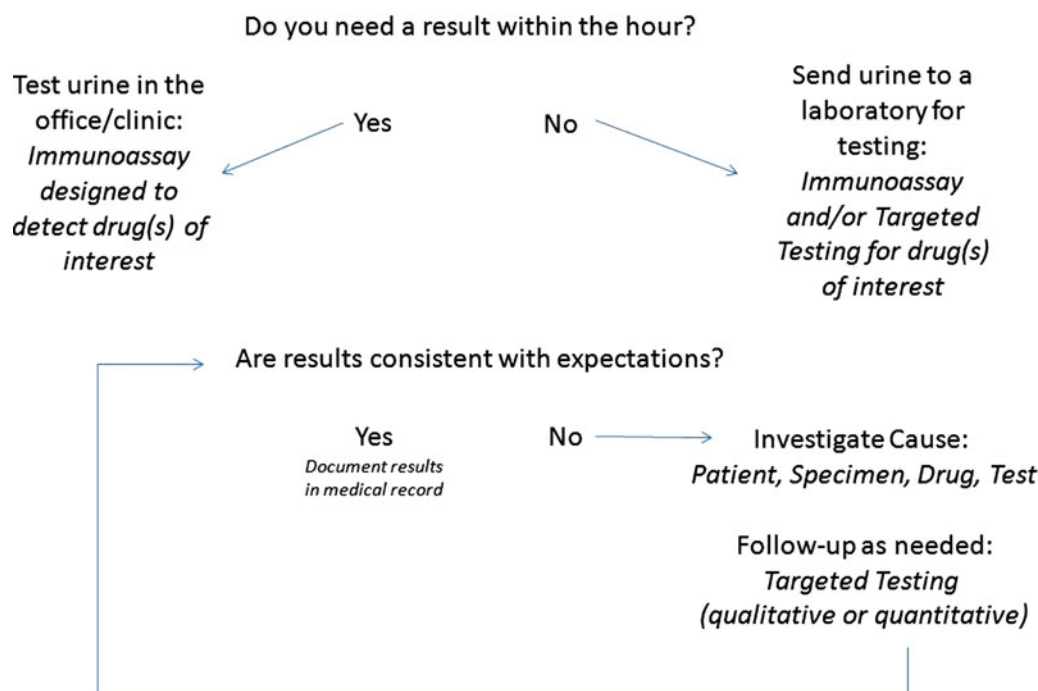 Do you need a result within the hour?
Test urine in the
office/clinic:
Immunoassay
designed to
detect drug(s) of
interest
Yes
No
Send urine to a
laboratory for
testing:
Immunoassay
and/or Targeted
Testing for drug(s)
of interest
Are results consistent with expectations?
Yes
Document results
in medical record
No
Investigate Cause:
Patient, Specimen, Drug, Test
Follow-up as needed:
Targeted Testing
(qualitative or quantitative)